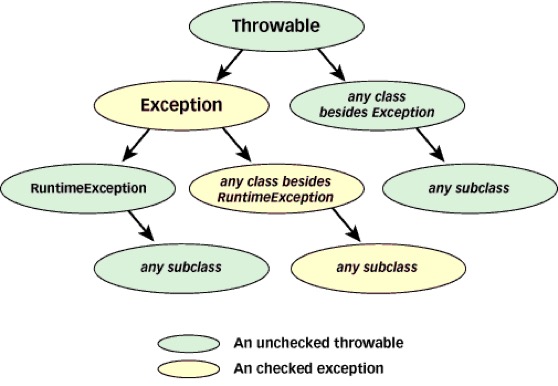 Throwable
Exception
any class
besides Exception
RuntimeException
any class besides
RuntimeException
any subclass
any subclass
any subclass
An unchecked throwable
An checked exception